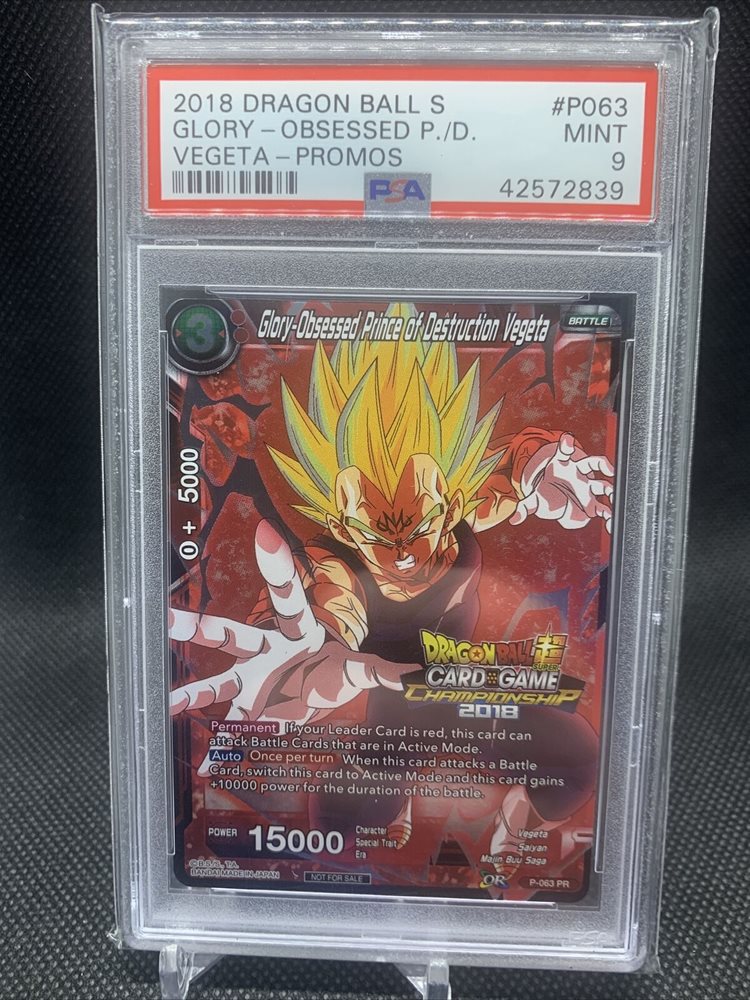 2018 DRAGON BALL S #P063
GLORY-OBSESSED P./D. MINT
VEGETA-PROMOS 9
PSA 42572839
3 Glory-Obsessed Prince of Destruction Vegeta BATTLE
0 + 5000
M
DRAGON BALL 超
SUPER
CARD GAME
CHAMPIONSHIP
2018
Permanent If your Leader Card is red, this card can
attack Battle Cards that are in Active Mode.
Auto Once per turn When this card attacks a Battle
Card, switch this card to Active Mode and this card gains
+10000 power for the duration of the battle.
POWER 15000
Character Vegeta
Special Trait Saiyan
Era Majin Buu Saga
©B.S./S., T.A.
BANDAI MADE IN JAPAN NOT FOR SALE OR P-063 PR